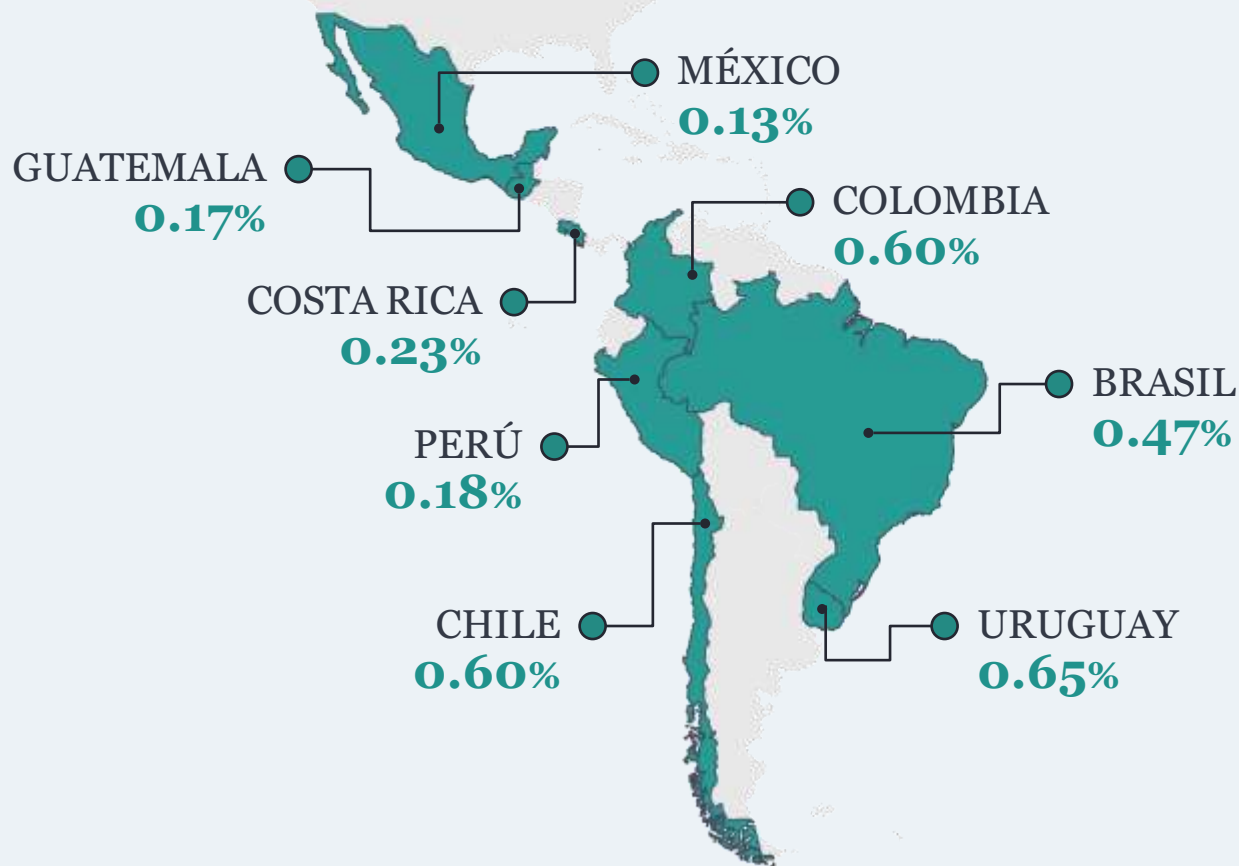 MÉXICO
0.13%
GUATEMALA
0.17%
COLOMBIA
0.60%
COSTA RICA
0.23%
BRASIL
0.47%
PERÚ
0.18%
CHILE
0.60%
URUGUAY
0.65%